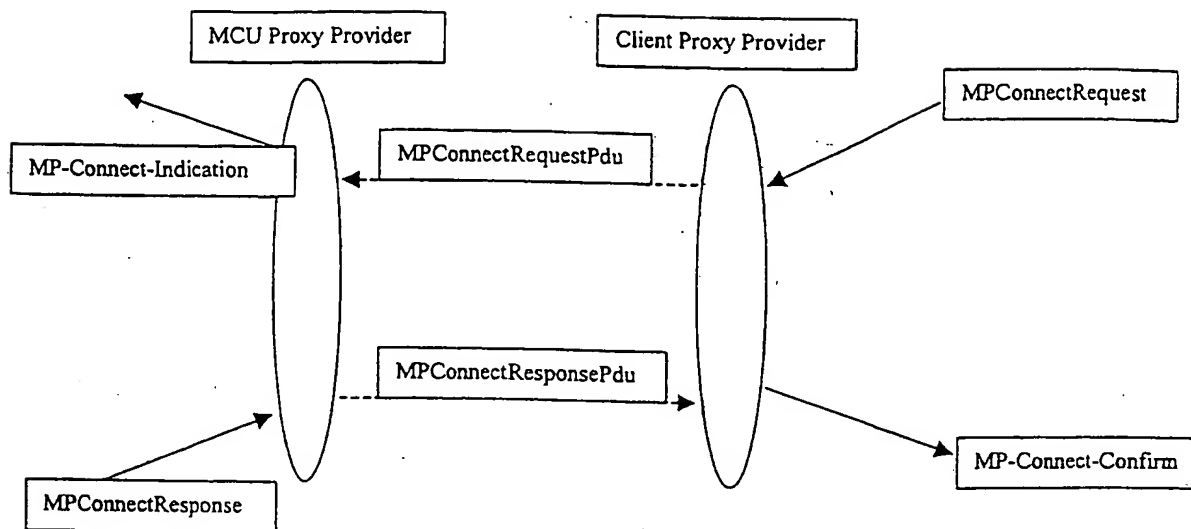 MCU Proxy Provider
Client Proxy Provider
MPConnectRequest
MPConnectRequestPdu
MP-Connect-Indication
MPConnectResponsePdu
MP-Connect-Confirm
MPConnectResponse